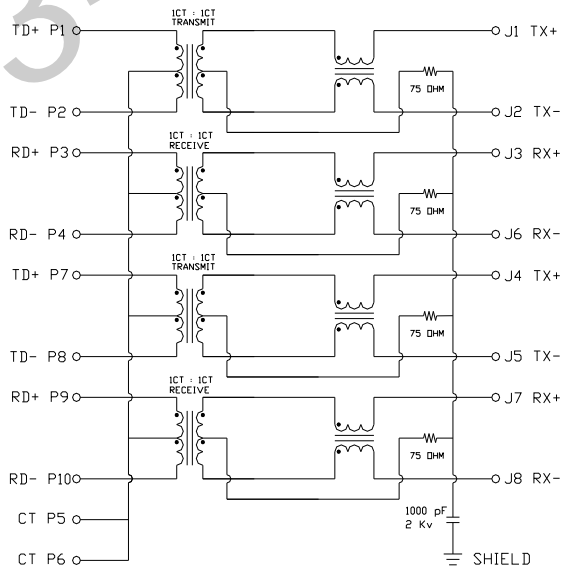 1CT : 1CT
TRANSMIT
TD+ P1
J1 TX+
75 OHM
TD- P2
J2 TX-
1CT : 1CT
RECEIVE
RD+ P3
J3 RX+
75 OHM
RD- P4
J6 RX-
1CT : 1CT
TRANSMIT
TD+ P7
J4 TX+
75 OHM
TD- P8
J5 TX-
1CT : 1CT
RECEIVE
RD+ P9
J7 RX+
75 OHM
RD- P10
J8 RX-
CT P5
1000 pF
2 Kv
CT P6
SHIELD